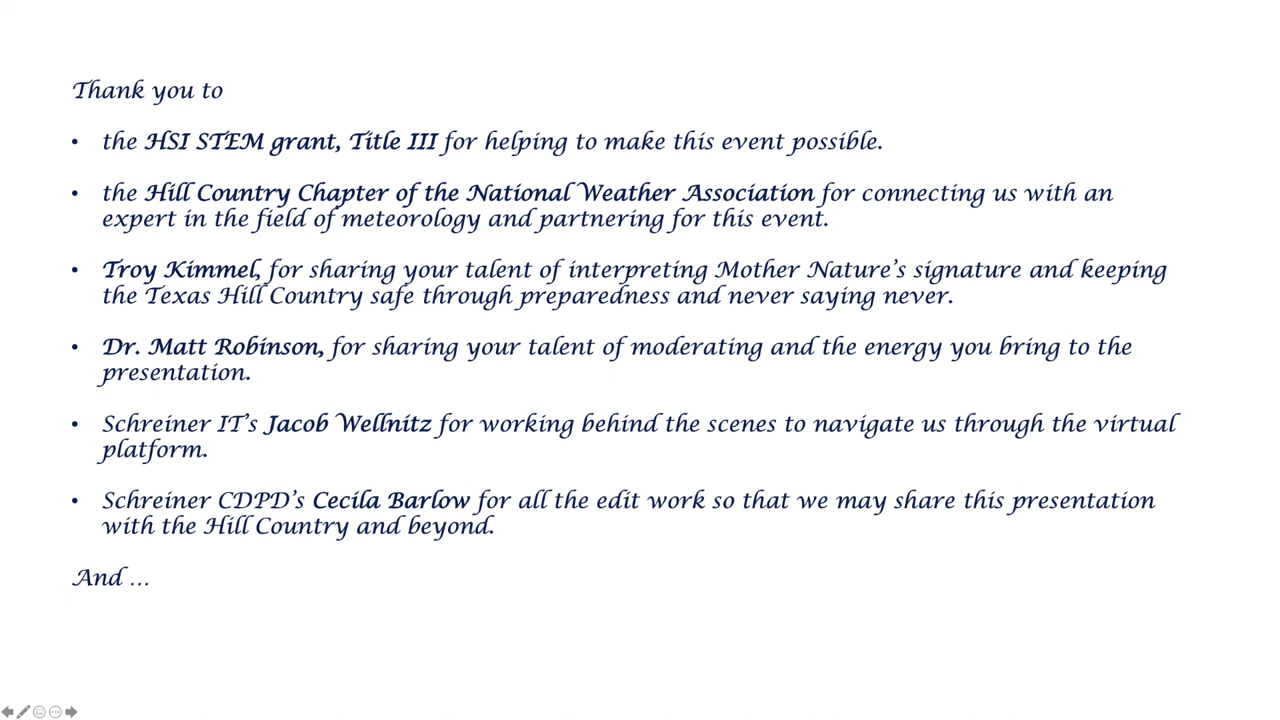 Thank you to
• the HSI STEM grant, Title III for helping to make this event possible.
• the Hill Country Chapter of the National Weather Association for connecting us with an
expert in the field of meteorology and partnering for this event.
• Troy Kimmel, for sharing your talent of interpreting Mother Nature's signature and keeping
the Texas Hill Country safe through preparedness and never saying never.
• Dr. Matt Robinson, for sharing your talent of moderating and the energy you bring to the
presentation.
• Schreiner IT's Jacob Wellnitz for working behind the scenes to navigate us through the virtual
platform.
• Schreiner CDPD's Cecila Barlow for all the edit work so that we may share this presentation
with the Hill Country and beyond.
And …